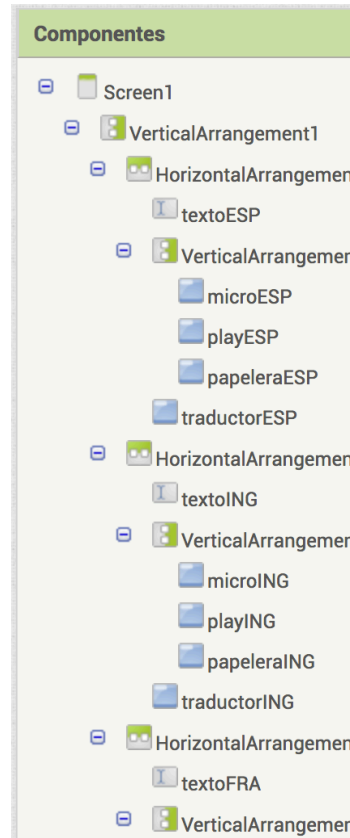 Componentes
Screen1
VerticalArrangement1
HorizontalArrangemen
textoESP
VerticalArrangemen
microESP
playESP
papeleraESP
traductorESP
HorizontalArrangemen
textoING
VerticalArrangemen
microING
playING
papeleraING
traductorING
HorizontalArrangemen
textoFRA
VerticalArrangemen